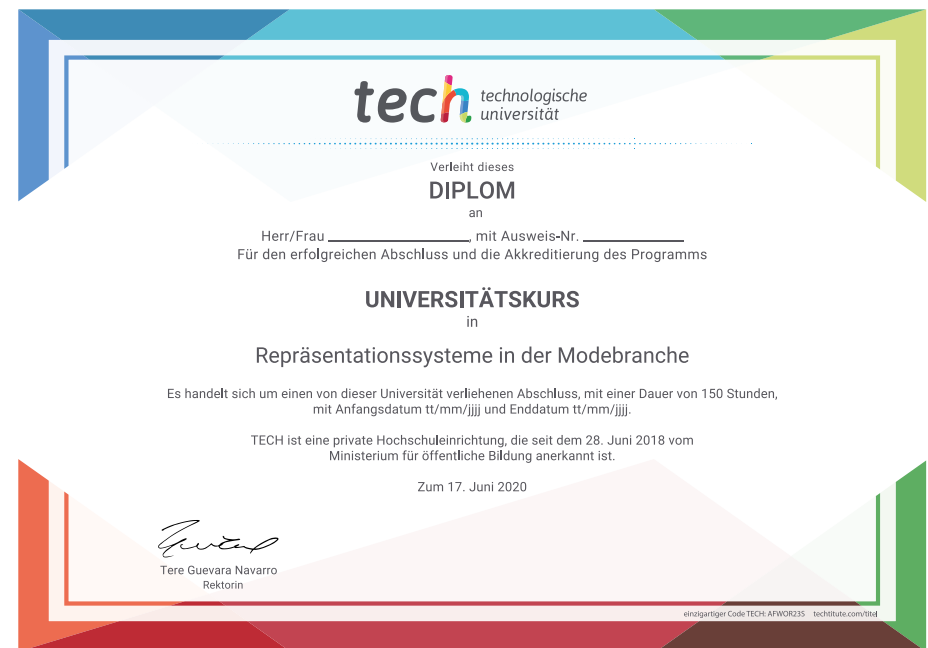 tech technologische
universität
Verleiht dieses
DIPLOM
an
Herr/Frau ____________, mit Ausweis-Nr. ____________
Für den erfolgreichen Abschluss und die Akkreditierung des Programms
UNIVERSITÄTSKURS
in
Repräsentationssysteme in der Modebranche
Es handelt sich um einen von dieser Universität verliehenen Abschluss, mit einer Dauer von 150 Stunden,
mit Anfangsdatum tt/mm/jjjj und Enddatum tt/mm/jjjj.
TECH ist eine private Hochschuleinrichtung, die seit dem 28. Juni 2018 vom
Ministerium für öffentliche Bildung anerkannt ist.
Zum 17. Juni 2020
Tere Guevara Navarro
Rektorin
einzigartiger Code TECH: AFWOR23S techtitute.com/titel